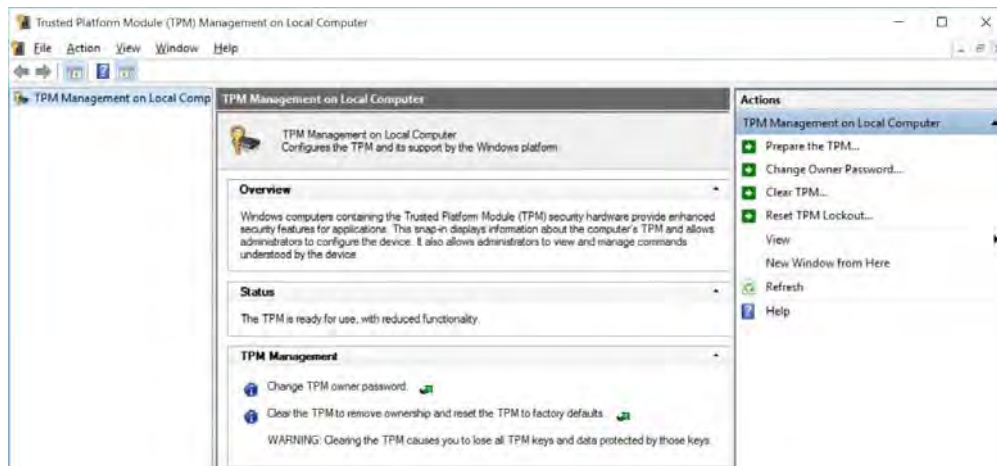 Trusted Platform Module (TPM) Management on Local Computer
File Action View Window Help
TPM Management on Local Comp
TPM Management on Local Computer
TPM Management on Local Computer
Configures the TPM and its support by the Windows platform
Overview
Windows computers containing the Trusted Platform Module (TPM) security hardware provide enhanced
security features for applications. This snap-in displays information about the computer's TPM and allows
administrators to configure the device. It also allows administrators to view and manage commands
understood by the device.
Status
The TPM is ready for use, with reduced functionality.
TPM Management
Change TPM owner password.
Clear the TPM to remove ownership and reset the TPM to factory defaults.
WARNING: Clearing the TPM causes you to lose all TPM keys and data protected by those keys
Actions
TPM Management on Local Computer
Prepare the TPM...
Change Owner Password...
Clear TPM...
Reset TPM Lockout...
View
New Window from Here
Refresh
Help